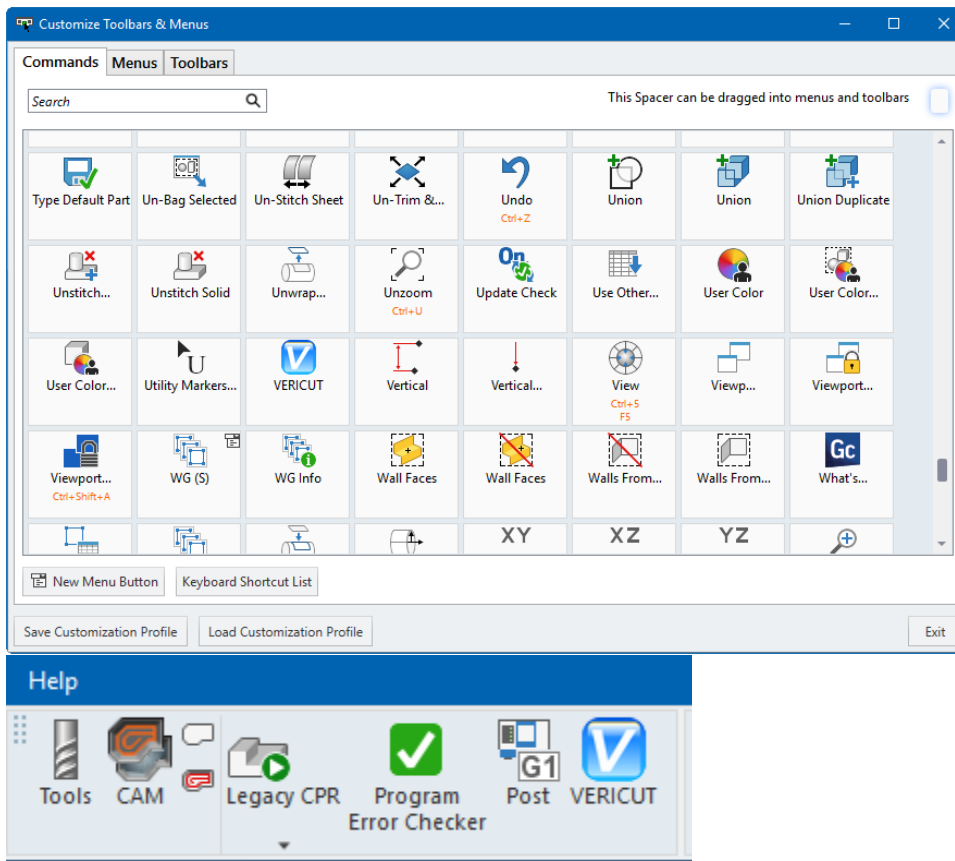 Customize Toolbars & Menus
Commands Menus Toolbars
Search
This Spacer can be dragged into menus and toolbars
Type Default Part Un-Bag Selected Un-Stitch Sheet Un-Trim &... Undo Union Union Union Duplicate
Ctrl+Z
On
Unstitch... Unstitch Solid Unwrap... Unzoom Update Check Use Other... User Color User Color...
Ctrl+U
U
V
User Color... Utility Markers... VERICUT Vertical Vertical... View Viewp... Viewport...
Ctrl+5
F5
Gc
Viewport... WG (S) WG Info Wall Faces Wall Faces Walls From... Walls From... What's...
Ctrl+Shift+A
XY XZ YZ
New Menu Button Keyboard Shortcut List
Save Customization Profile Load Customization Profile Exit
Help
G1 V
Tools CAM Legacy CPR Program Post VERICUT
Error Checker